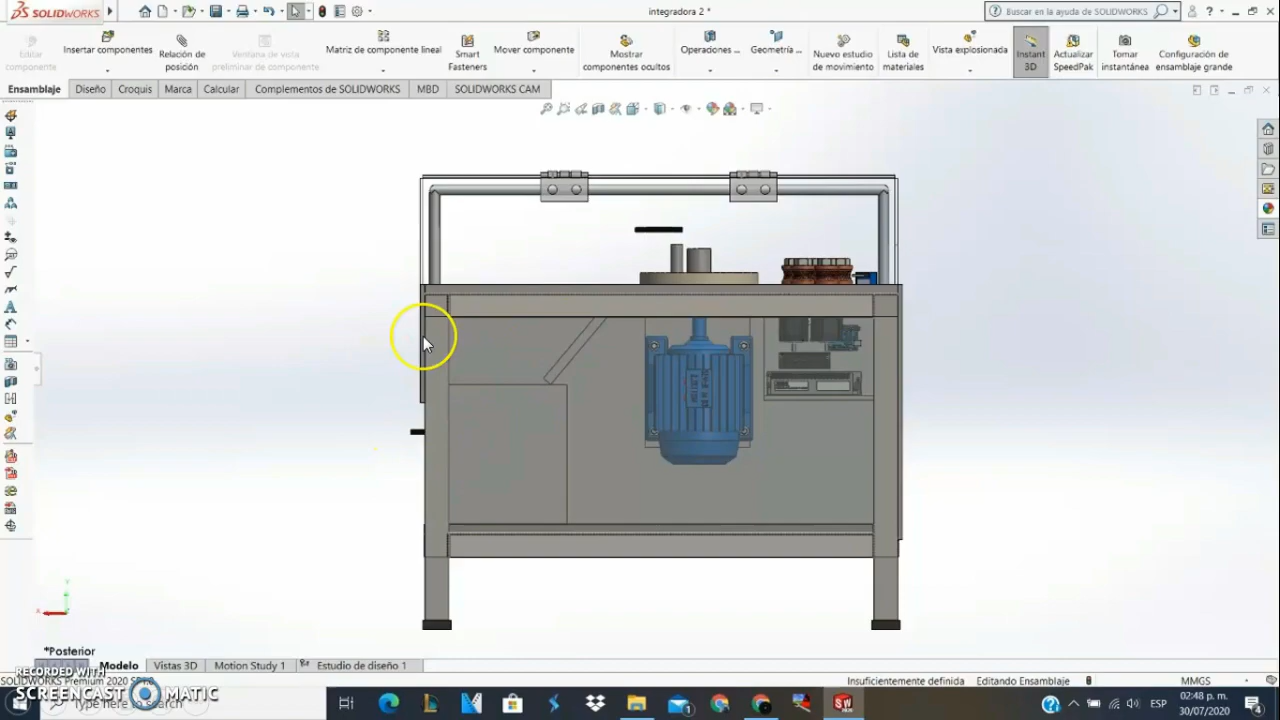 SOLIDWORKS
integradora 2 *
Buscar en la ayuda de SOLIDWORKS
Editar componente
Insertar componentes
Relación de posición
Ventana de vista preliminar de componente
Matriz de componente lineal
Smart Fasteners
Mover componente
Mostrar componentes ocultos
Operaciones ...
Geometría ...
Nuevo estudio de movimiento
Lista de materiales
Vista explosionada
Instant 3D
Actualizar SpeedPak
Tomar instantánea
Configuración de ensamblaje grande
Ensamblaje
Diseño
Croquis
Marca
Calcular
Complementos de SOLIDWORKS
MBD
SOLIDWORKS CAM
*Posterior
Modelo
Vistas 3D
Motion Study 1
Estudio de diseño 1
RECORDED WITH
SCREENCAST MATIC
SOLIDWORKS Premium 2020 SP1.0
Insuficientemente definida
Editando Ensamblaje
MMGS
Type here to search
ESP
02:48 p. m.
30/07/2020